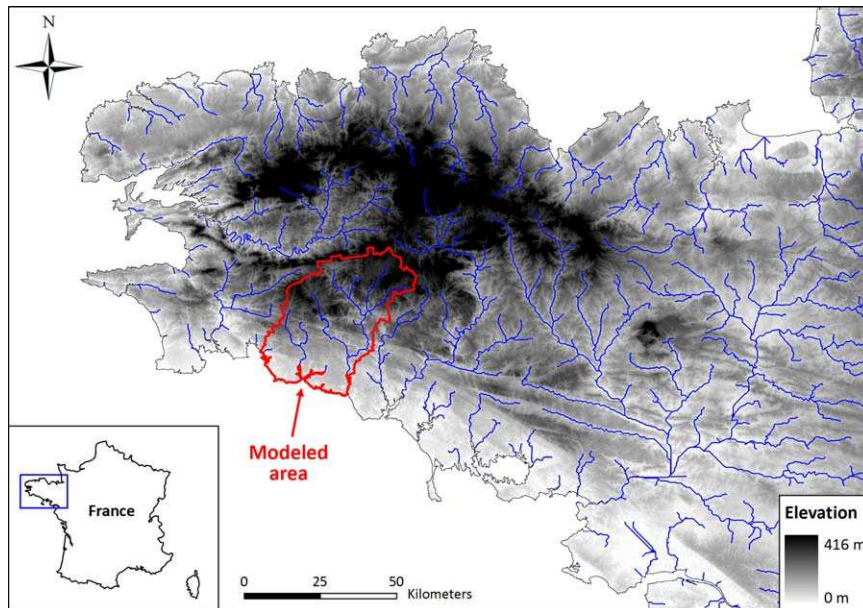 N
Modeled
area
France
0 25 50
Kilometers
Elevation
416 m
0 m